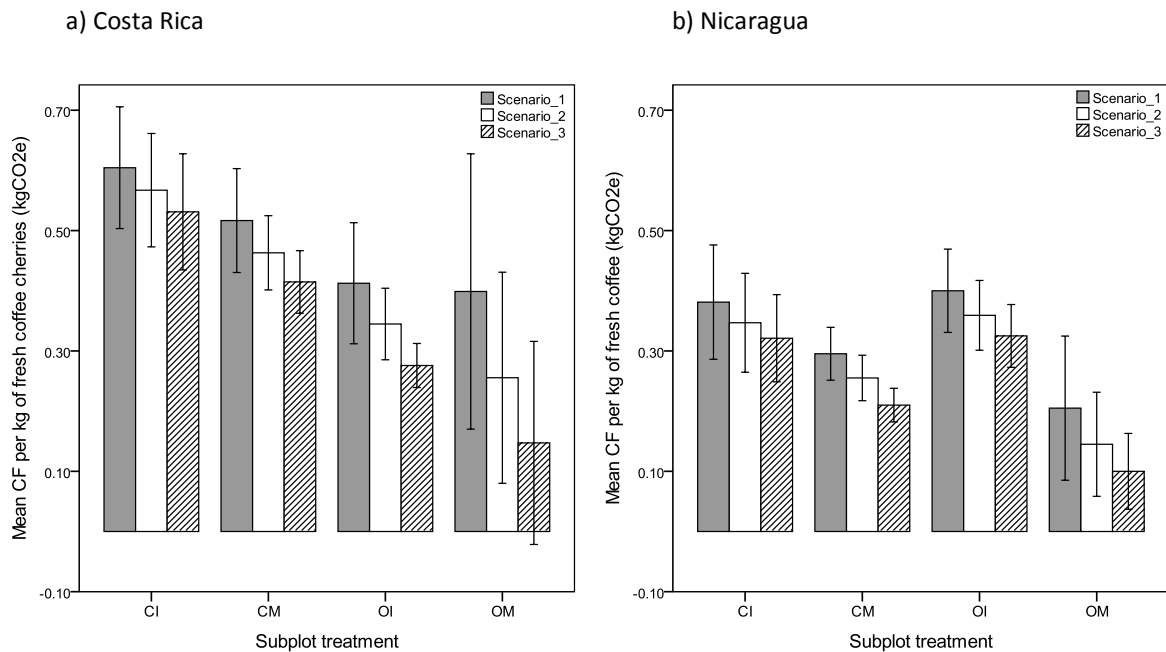 a) Costa Rica
Mean CF per kg of fresh coffee cherries (kgCO2e)
0.70
0.50
0.30
0.10
-0.10
Scenario_1
Scenario_2
Scenario_3
CI CM OI OM
Subplot treatment
b) Nicaragua
Mean CF per kg of fresh coffee (kgCO2e)
0.70
0.50
0.30
0.10
-0.10
Scenario_1
Scenario_2
Scenario_3
CI CM OI OM
Subplot treatment